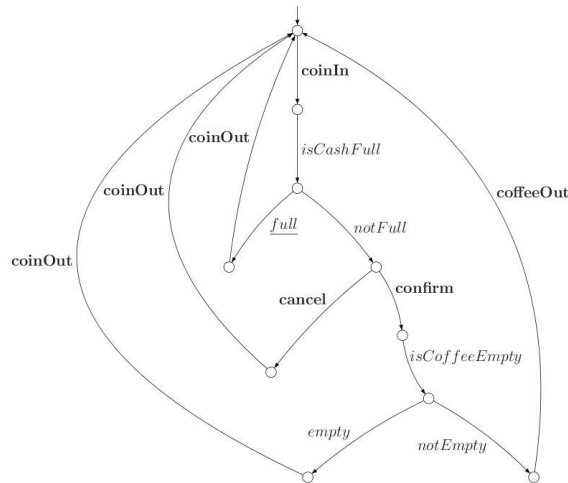 coinIn
coinOut
isCashFull
coinOut
coffeeOut
full
notFull
coinOut
cancel
confirm
isCoffeeEmpty
empty
notEmpty